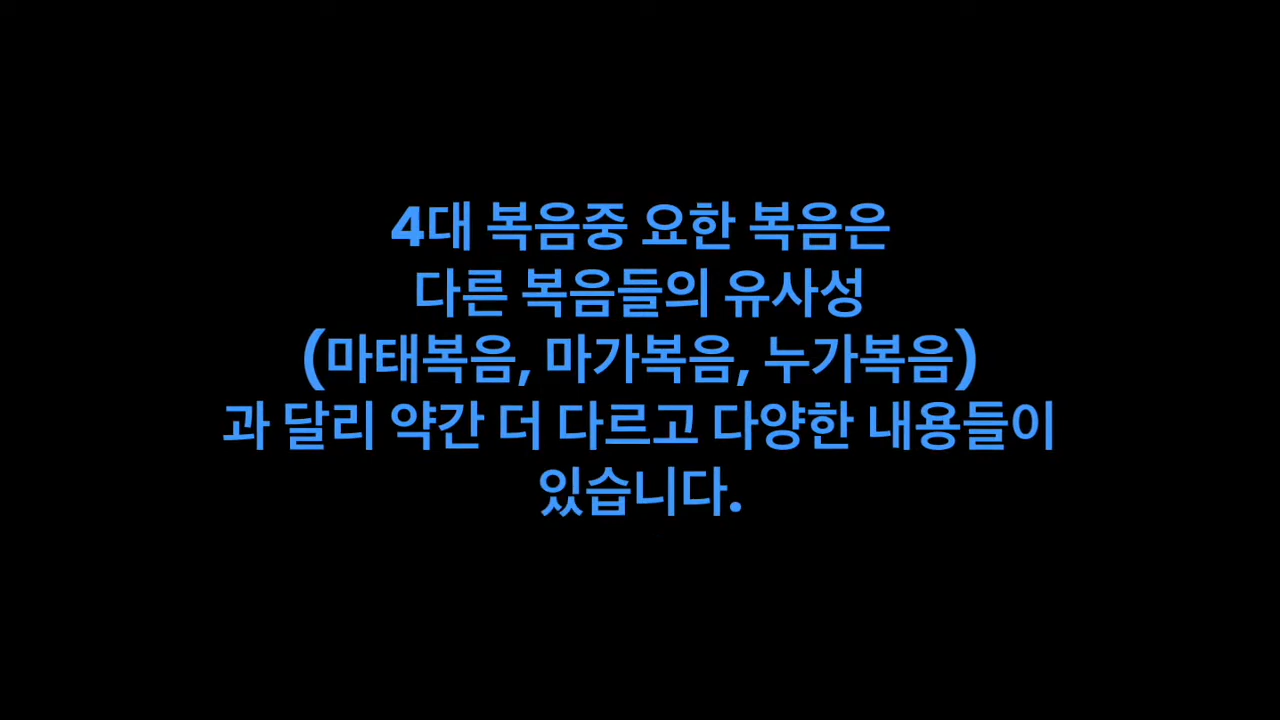 4대 복음중 요한 복음은
다른 복음들의 유사성
(마태복음, 마가복음, 누가복음)
과 달리 약간 더 다르고 다양한 내용들이
있습니다.